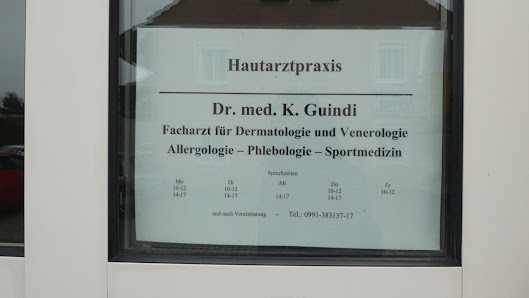 Hautarztpraxis
Dr. med. K. Guindi
Facharzt für Dermatologie und Venerologie
Allergologie – Phlebologie – Sportmedizin
Sprechzeiten
Mo Di Mi Do Fr
10-12 10-12 10-12 10-12
14-17 14-17 14-17 14-17
und nach Vereinbarung - Tel.: 0991-383137-17